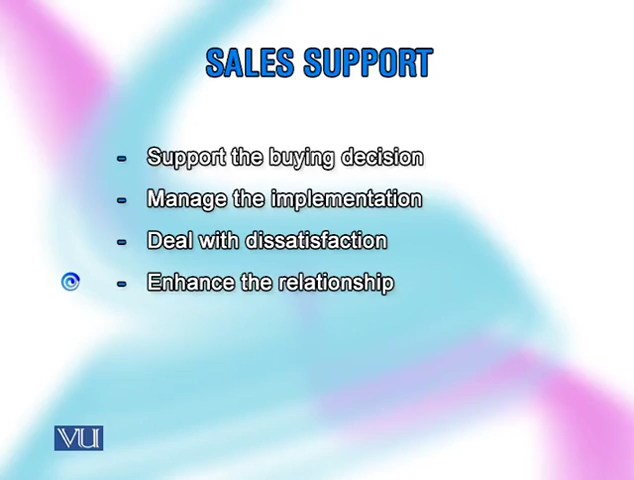 SALES SUPPORT
- Support the buying decision
- Manage the implementation
- Deal with dissatisfaction
- Enhance the relationship
VU